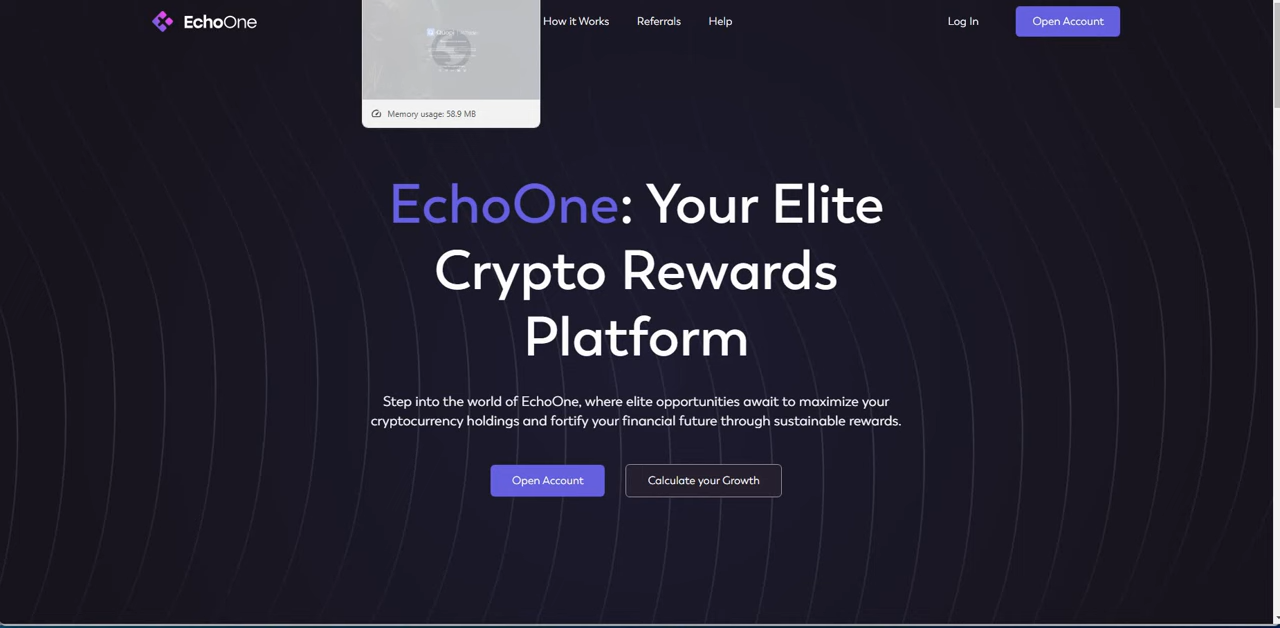 EchoOne
How it Works
Referrals
Help
Log In
Open Account
Memory usage: 58.9 MB
EchoOne: Your Elite
Crypto Rewards
Platform
Step into the world of EchoOne, where elite opportunities await to maximize your
cryptocurrency holdings and fortify your financial future through sustainable rewards.
Open Account
Calculate your Growth